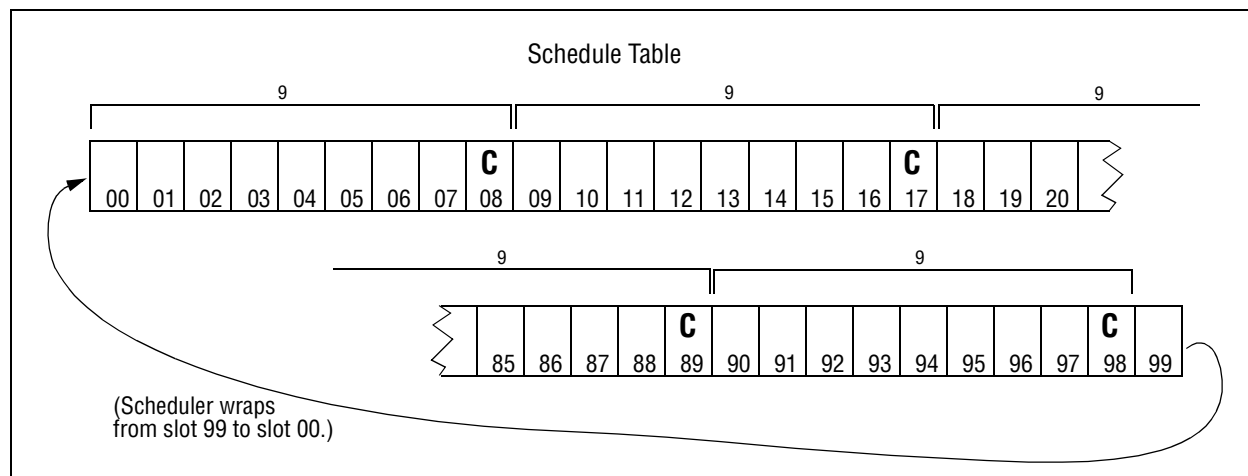 Schedule Table
9 9 9
C C
00 01 02 03 04 05 06 07 08 09 10 11 12 13 14 15 16 17 18 19 20
9 9
C C
85 86 87 88 89 90 91 92 93 94 95 96 97 98 99
(Scheduler wraps
from slot 99 to slot 00.)